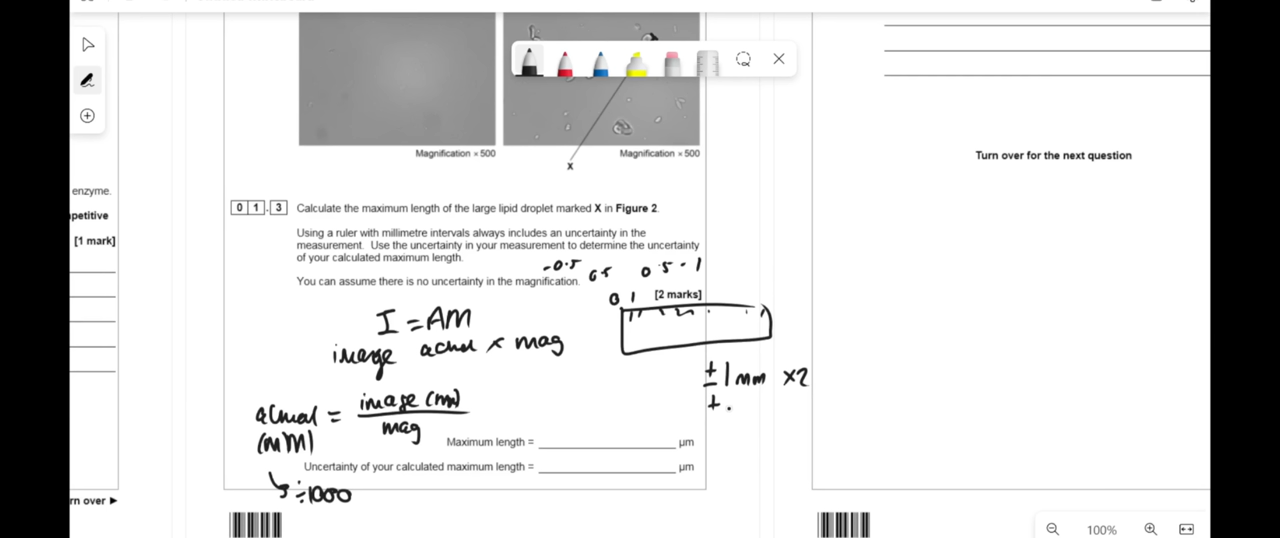 enzyme.
petitive
[1 mark]
rn over ►
Magnification × 500
Magnification × 500
X
0 1 . 3 Calculate the maximum length of the large lipid droplet marked X in Figure 2.
Using a ruler with millimetre intervals always includes an uncertainty in the
measurement. Use the uncertainty in your measurement to determine the uncertainty
of your calculated maximum length.
You can assume there is no uncertainty in the magnification.
-0.5
0.5 - 1
0 1
[2 marks]
I = AM
image actual × mag
± 1 mm ×2
± .
actual = image (mm)
mag
(mm)
÷1000
Maximum length = ______ µm
Uncertainty of your calculated maximum length = ______ µm
Turn over for the next question
100%